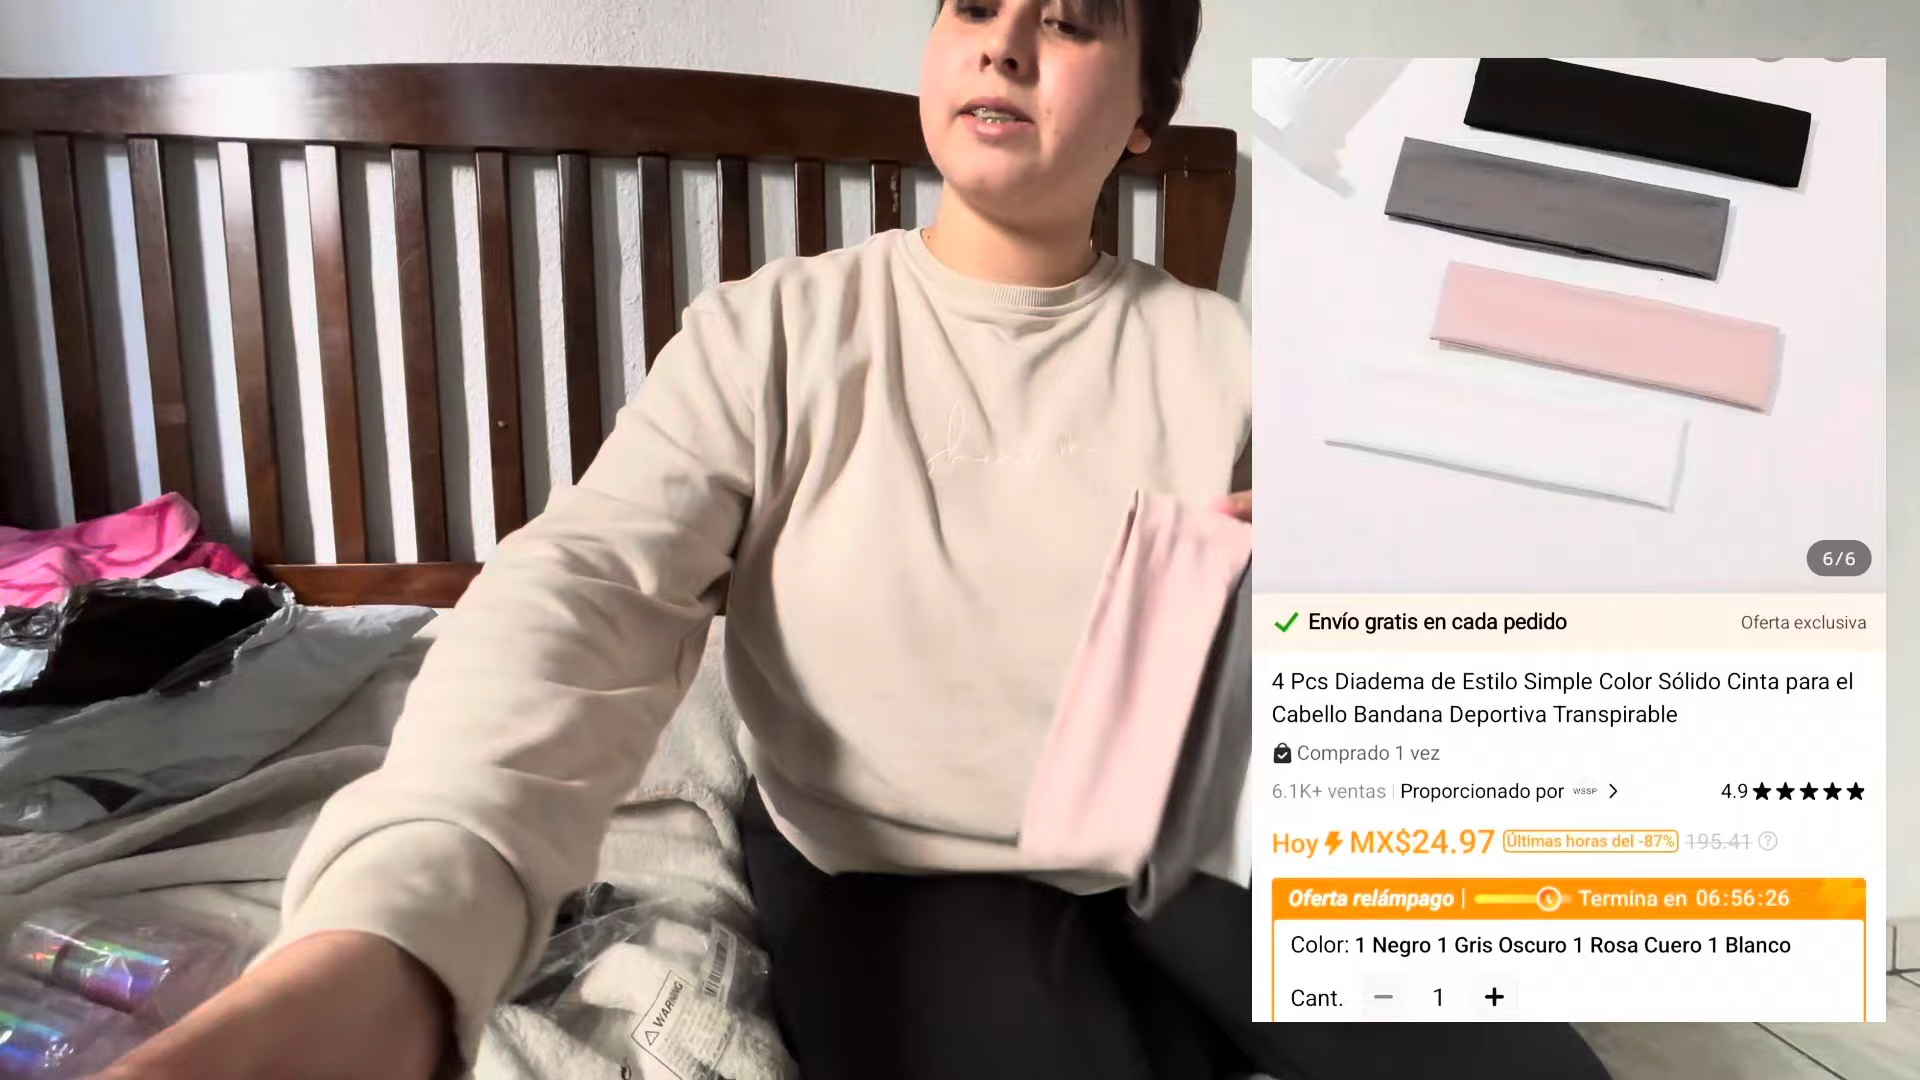 6/6
Envío gratis en cada pedido
Oferta exclusiva
4 Pcs Diadema de Estilo Simple Color Sólido Cinta para el
Cabello Bandana Deportiva Transpirable
Comprado 1 vez
6.1K+ ventas | Proporcionado por WSSP >
4.9
Hoy MX$24.97 Últimas horas del -87% 195.41 ?
Oferta relámpago | Termina en 06:56:26
Color: 1 Negro 1 Gris Oscuro 1 Rosa Cuero 1 Blanco
Cant. − 1 +
WARNING